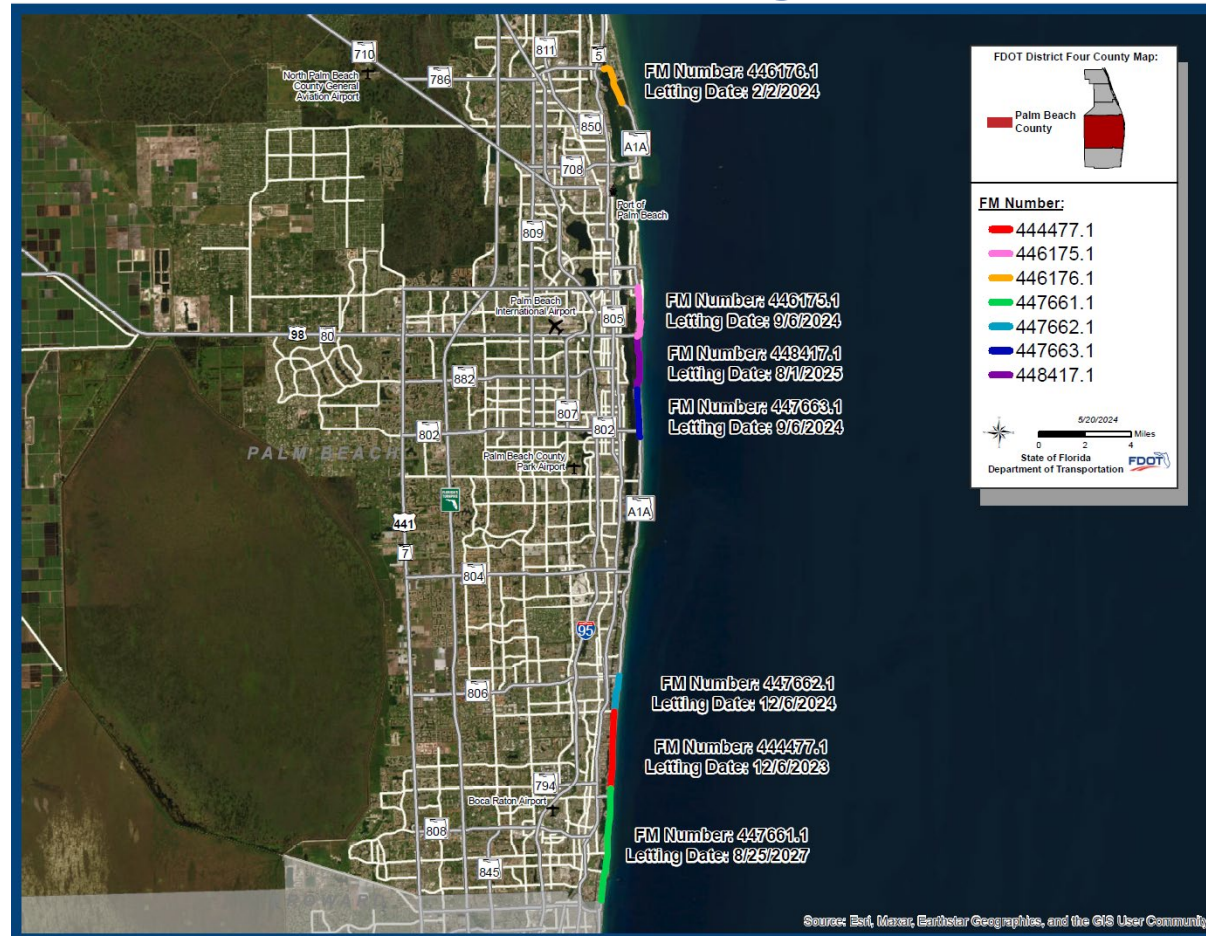 710
811
5
North Palm Beach
County General
Aviation Airport
786
FM Number: 446176.1
Letting Date: 2/2/2024
850
A1A
708
Port of
Palm Beach
809
Palm Beach
International Airport
805
FM Number: 446175.1
Letting Date: 9/6/2024
98
80
882
FM Number: 448417.1
Letting Date: 8/1/2025
807
FM Number: 447663.1
Letting Date: 9/6/2024
802
802
PALM BEACH
Palm Beach County
Park Airport
441
A1A
7
804
95
806
FM Number: 447662.1
Letting Date: 12/6/2024
FM Number: 444477.1
Letting Date: 12/6/2023
794
Boca Raton Airport
808
FM Number: 447661.1
Letting Date: 8/25/2027
845
FDOT District Four County Map:
Palm Beach
County
FM Number:
444477.1
446175.1
446176.1
447661.1
447662.1
447663.1
448417.1
5/20/2024
Miles
0 2 4
State of Florida
Department of Transportation
FDOT
Source: Esri, Maxar, Earthstar Geographics, and the GIS User Community